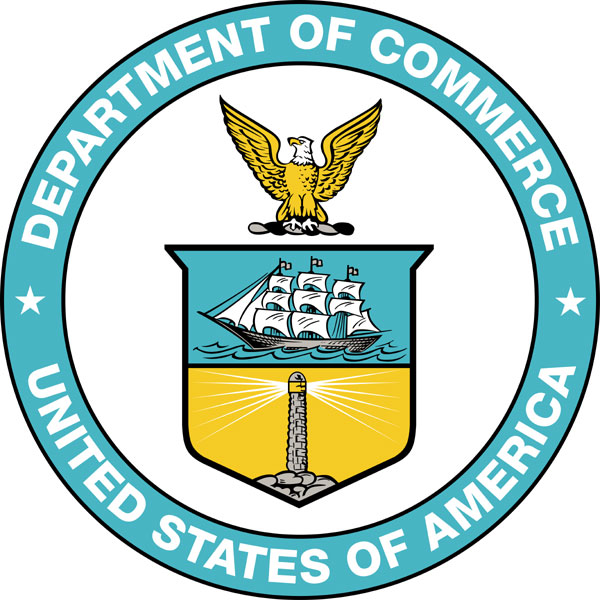 DEPARTMENT OF COMMERCE
UNITED STATES OF AMERICA